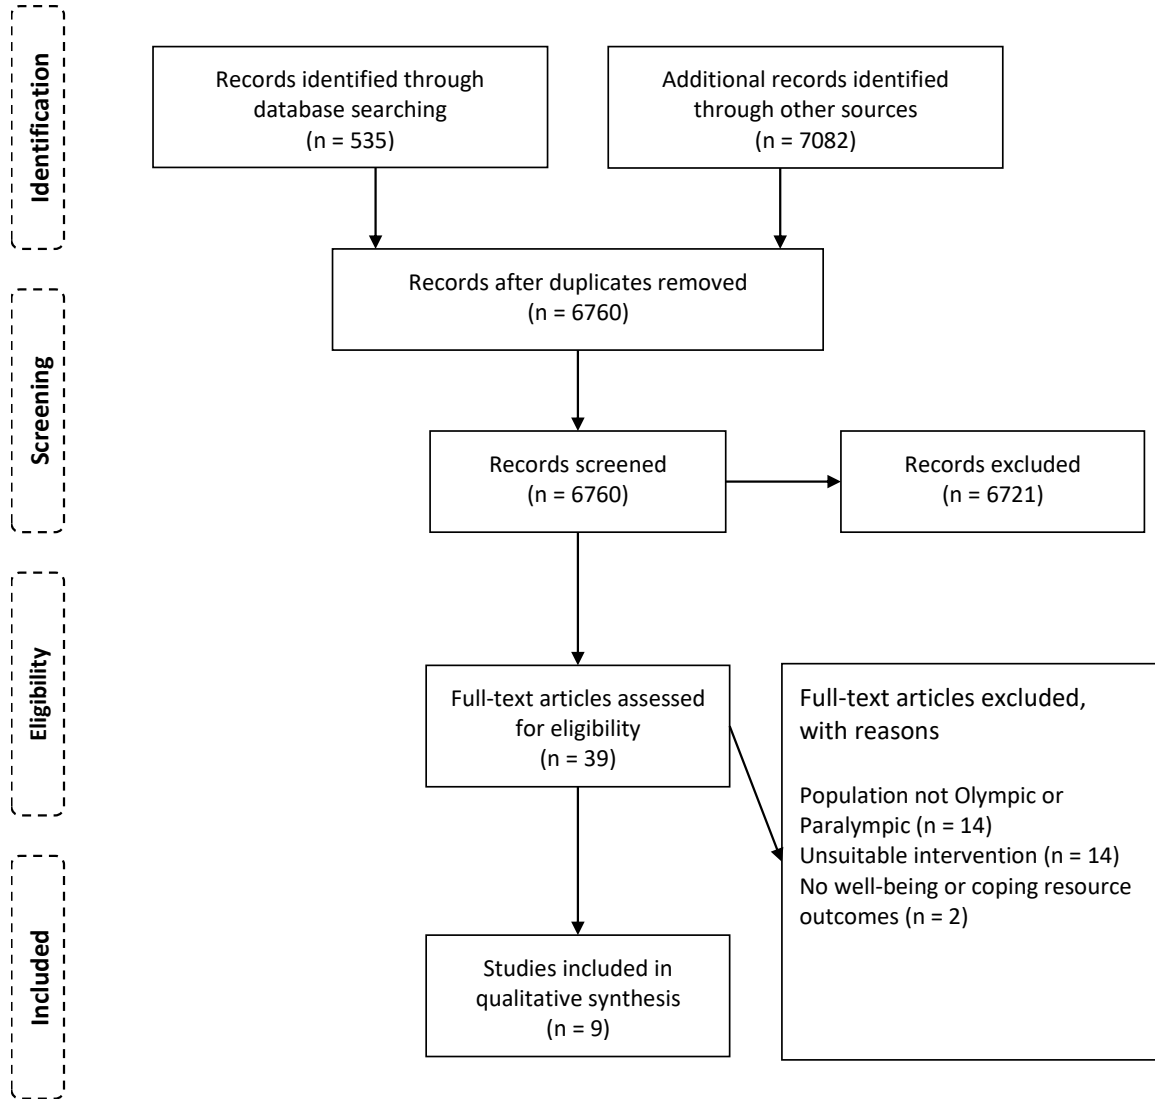 Identification
Records identified through
database searching
(n = 535)
Additional records identified
through other sources
(n = 7082)
Records after duplicates removed
(n = 6760)
Screening
Records screened
(n = 6760)
Records excluded
(n = 6721)
Eligibility
Full-text articles assessed
for eligibility
(n = 39)
Full-text articles excluded,
with reasons
Population not Olympic or
Paralympic (n = 14)
Unsuitable intervention (n = 14)
No well-being or coping resource
outcomes (n = 2)
Included
Studies included in
qualitative synthesis
(n = 9)